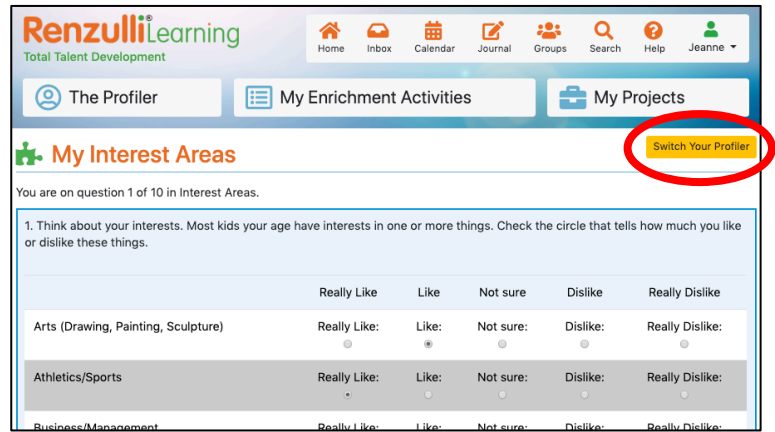 Renzulli® Learning
Total Talent Development
Home Inbox Calendar Journal Groups Search Help Jeanne
The Profiler My Enrichment Activities My Projects
My Interest Areas
Switch Your Profiler
You are on question 1 of 10 in Interest Areas.
1. Think about your interests. Most kids your age have interests in one or more things. Check the circle that tells how much you like
or dislike these things.
Really Like Like Not sure Dislike Really Dislike
Arts (Drawing, Painting, Sculpture) Really Like: Like: Not sure: Dislike: Really Dislike:
Athletics/Sports Really Like: Like: Not sure: Dislike: Really Dislike:
Business/Management Really Like: Like: Not sure: Dislike: Really Dislike: